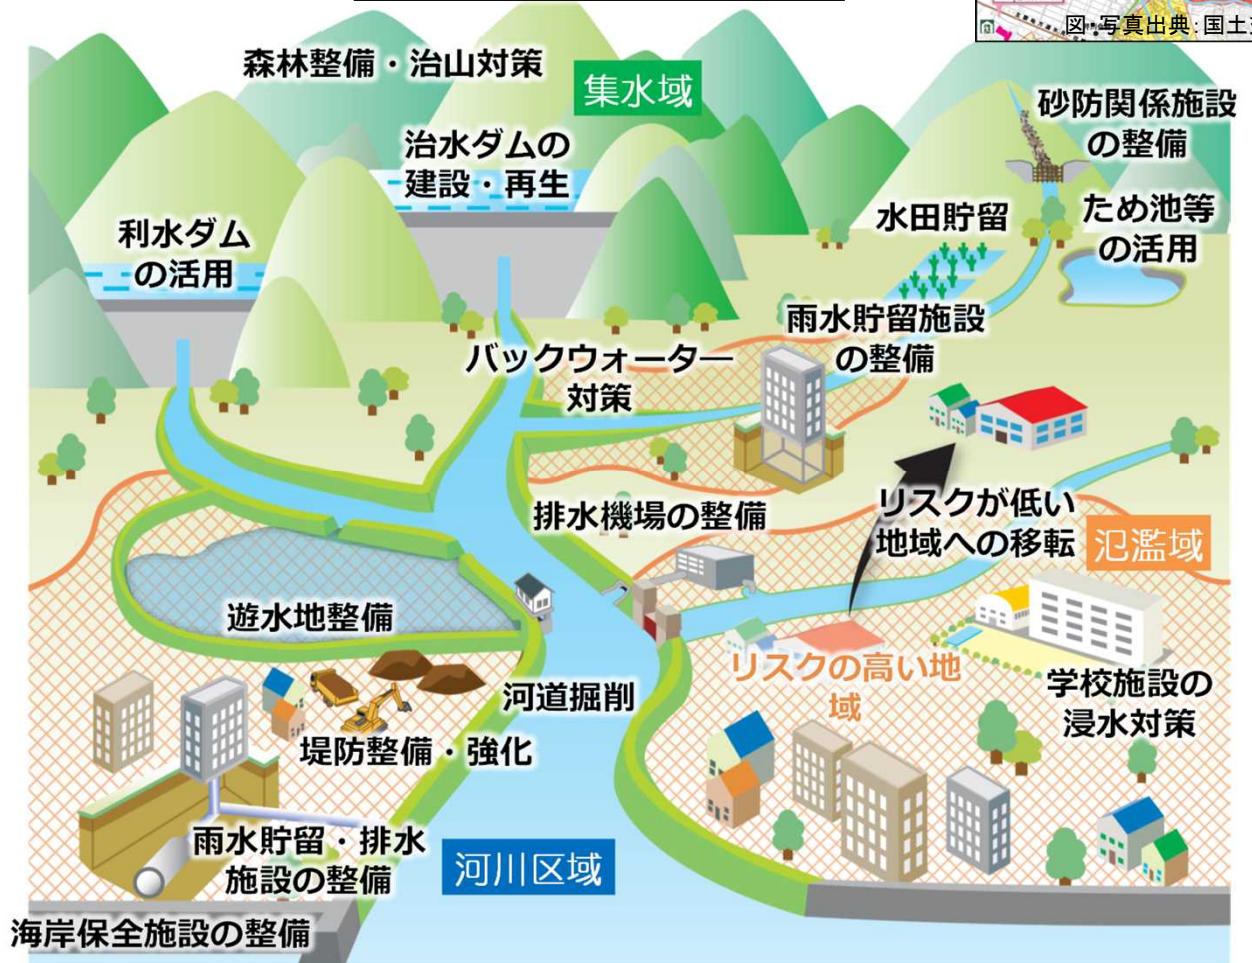 図・写真出典:国土
森林整備・治山対策
集水域
砂防関係施設
の整備
治水ダムの
建設・再生
水田貯留
ため池等
の活用
利水ダム
の活用
雨水貯留施設
の整備
バックウォーター
対策
排水機場の整備
リスクが低い
地域への移転
氾濫域
遊水地整備
リスクの高い地
域
学校施設の
浸水対策
河道掘削
堤防整備・強化
雨水貯留・排水
施設の整備
河川区域
海岸保全施設の整備